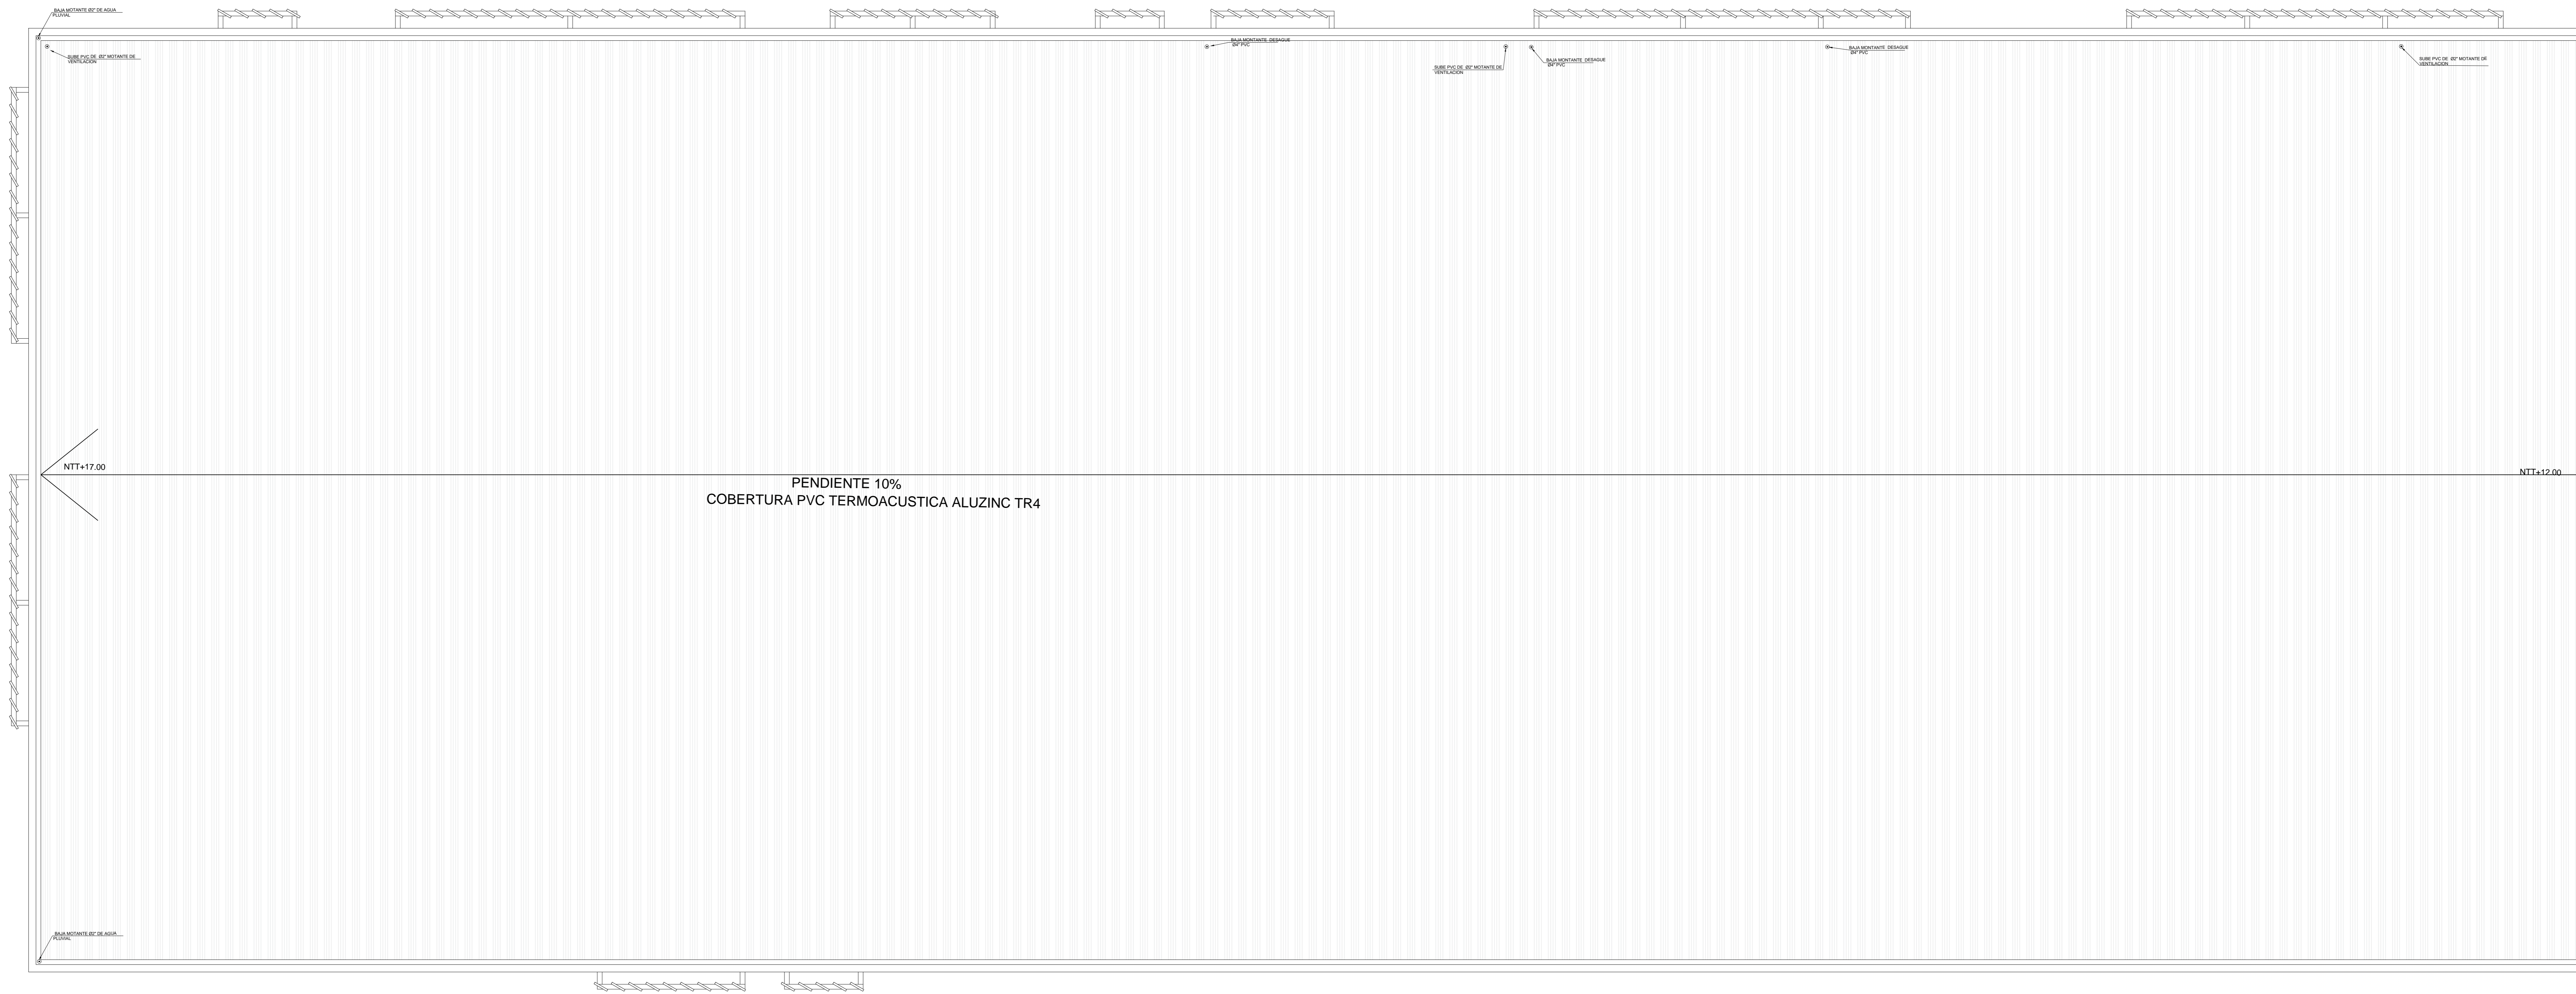 BAJA MOTANTE Ø2" DE AGUA
PLUVIAL
SUBE PVC DE Ø2" MOTANTE DE
VENTILACION
BAJA MONTANTE DESAGUE
Ø4" PVC
SUBE PVC DE Ø2" MOTANTE DE
VENTILACION
BAJA MONTANTE DESAGUE
Ø4" PVC
BAJA MONTANTE DESAGUE
Ø4" PVC
SUBE PVC DE Ø2" MOTANTE DE
VENTILACION
NTT+17.00
NTT+12.00
PENDIENTE 10%
COBERTURA PVC TERMOACUSTICA ALUZINC TR4
BAJA MOTANTE Ø2" DE AGUA
PLUVIAL